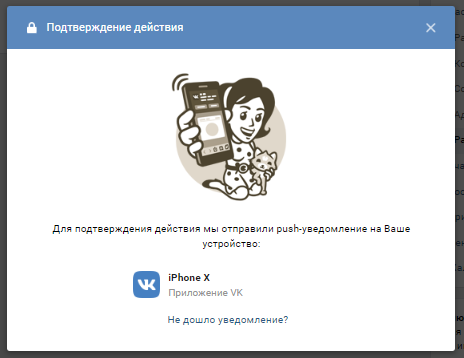 Подтверждение действия
Для подтверждения действия мы отправили push-уведомление на Ваше
устройство:
iPhone X
Приложение VK
Не дошло уведомление?